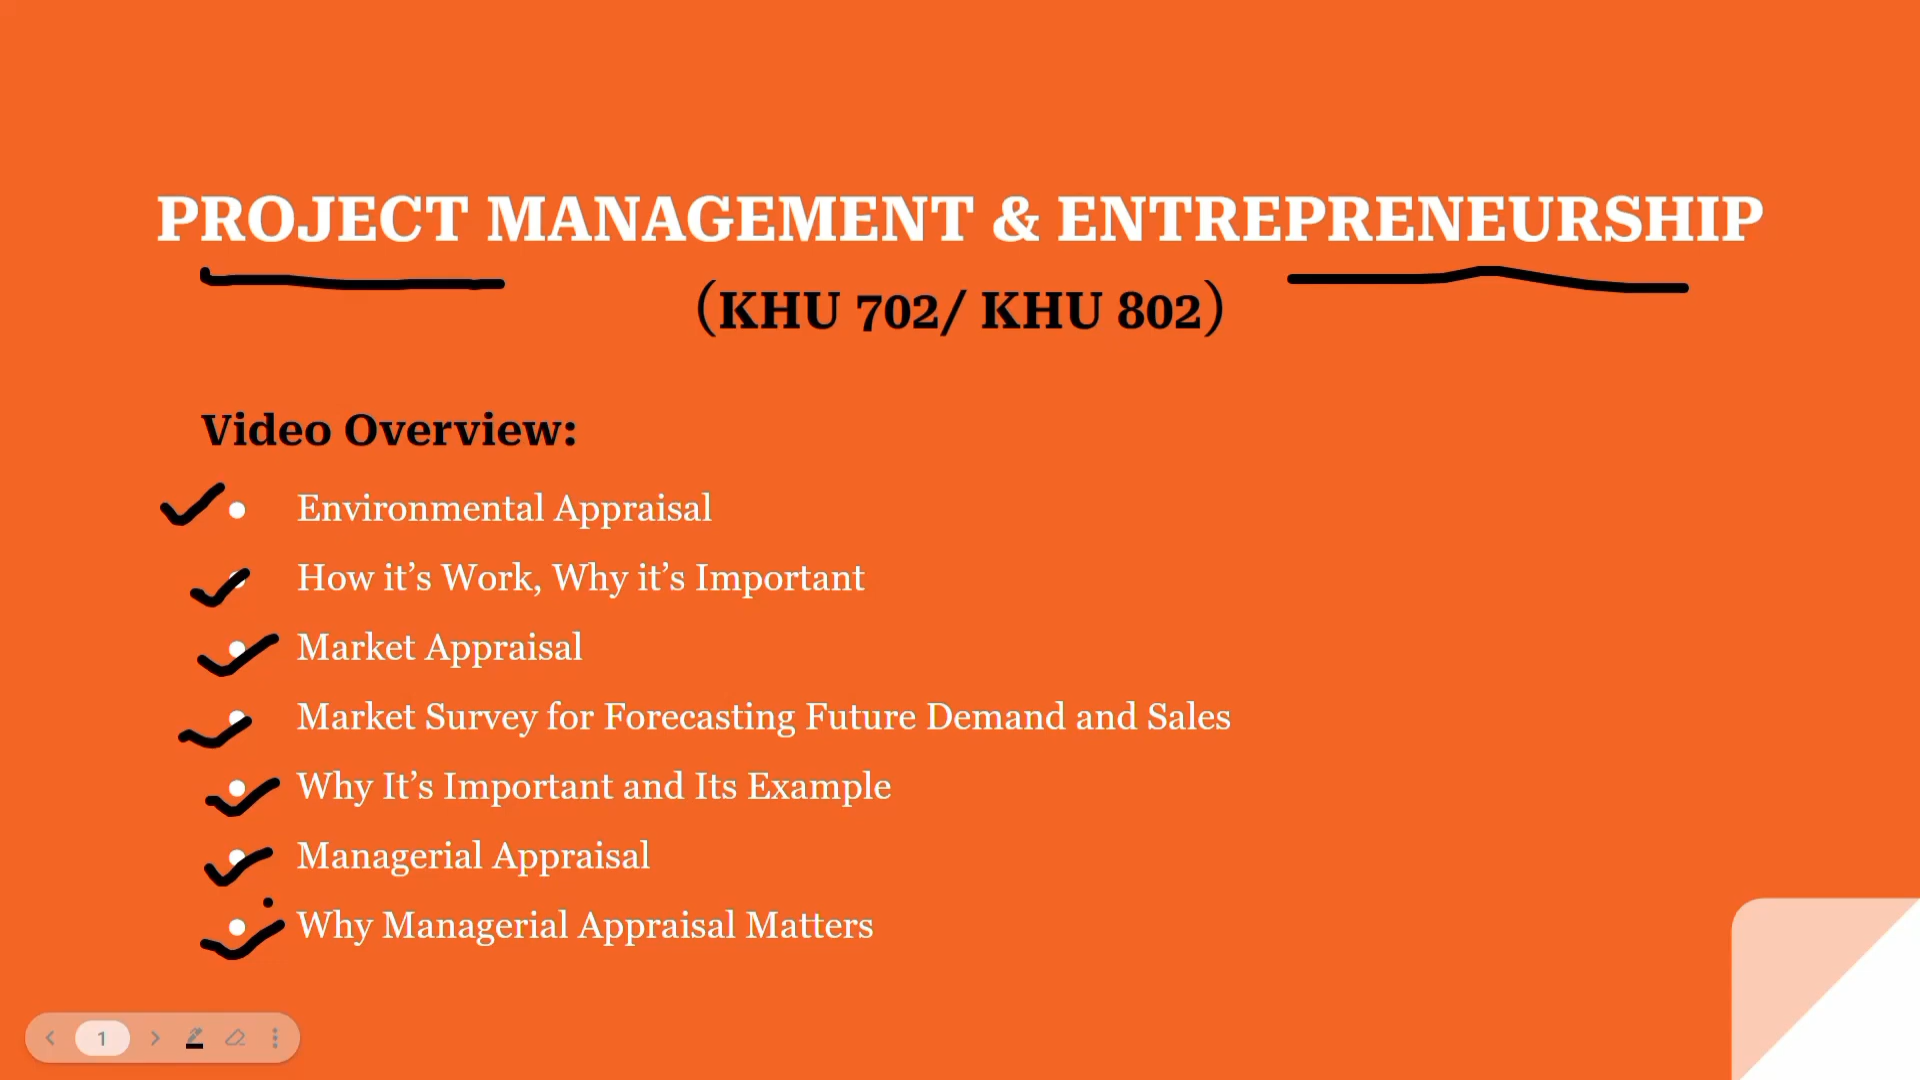 PROJECT MANAGEMENT & ENTREPRENEURSHIP
(KHU 702/ KHU 802)
Video Overview:
Environmental Appraisal
How it’s Work, Why it’s Important
Market Appraisal
Market Survey for Forecasting Future Demand and Sales
Why It’s Important and Its Example
Managerial Appraisal
Why Managerial Appraisal Matters
1